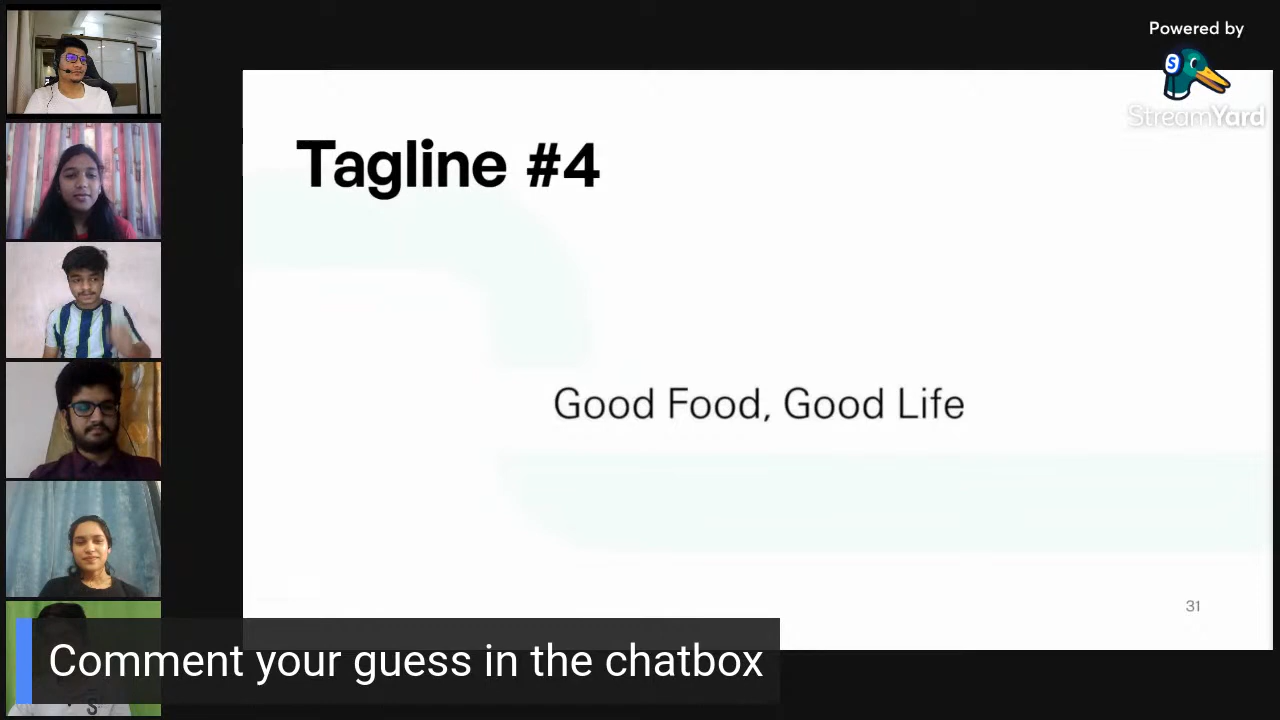 Powered by
S
StreamYard
Tagline #4
Good Food, Good Life
31
Comment your guess in the chatbox